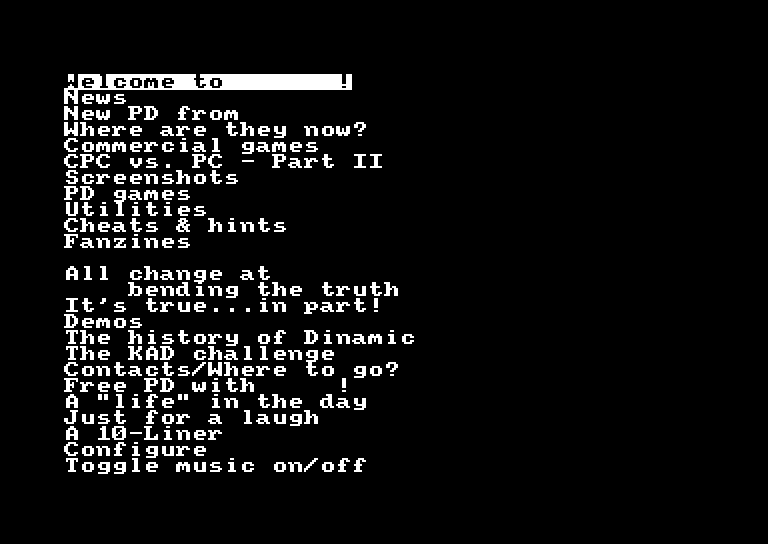 Welcome to !
News
New PD from
Where are they now?
Commercial games
CPC vs. PC - Part II
Screenshots
PD games
Utilities
Cheats & hints
Fanzines
All change at
bending the truth
It's true...in part!
Demos
The history of Dinamic
The KAD challenge
Contacts/Where to go?
Free PD with !
A "life" in the day
Just for a laugh
A 10-Liner
Configure
Toggle music on/off